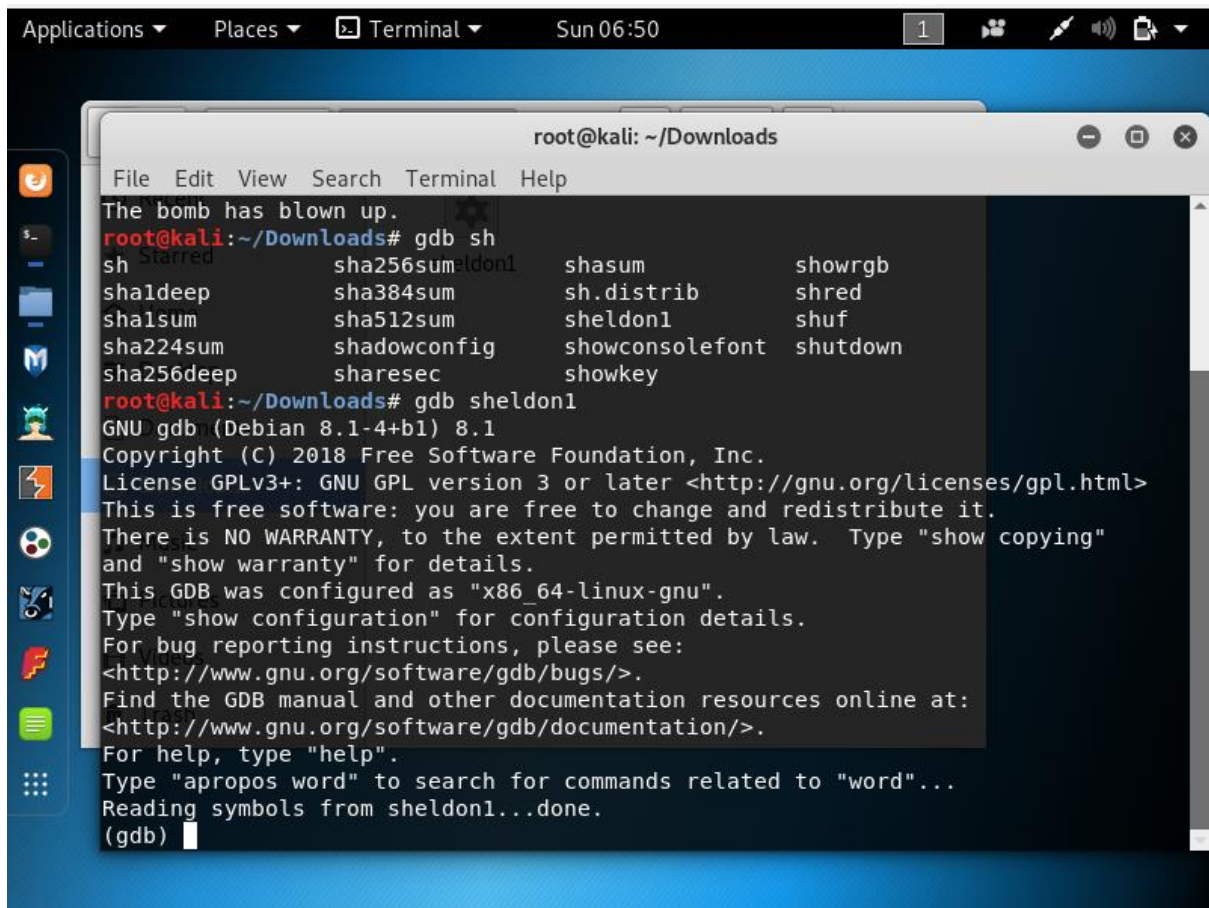 Applications Places Terminal Sun 06:50 1
root@kali: ~/Downloads
File Edit View Search Terminal Help
The bomb has blown up.
root@kali:~/Downloads# gdb sh
sh sha256sum shasum showrgb
sha1deep sha384sum sh.distrib shred
sha1sum sha512sum sheldon1 shuf
sha224sum shadowconfig showconsolefont shutdown
sha256deep sharesec showkey
root@kali:~/Downloads# gdb sheldon1
GNU gdb (Debian 8.1-4+b1) 8.1
Copyright (C) 2018 Free Software Foundation, Inc.
License GPLv3+: GNU GPL version 3 or later <http://gnu.org/licenses/gpl.html>
This is free software: you are free to change and redistribute it.
There is NO WARRANTY, to the extent permitted by law.  Type "show copying"
and "show warranty" for details.
This GDB was configured as "x86_64-linux-gnu".
Type "show configuration" for configuration details.
For bug reporting instructions, please see:
<http://www.gnu.org/software/gdb/bugs/>.
Find the GDB manual and other documentation resources online at:
<http://www.gnu.org/software/gdb/documentation/>.
For help, type "help".
Type "apropos word" to search for commands related to "word"...
Reading symbols from sheldon1...done.
(gdb)
Starred
Pictures
Videos
Trash